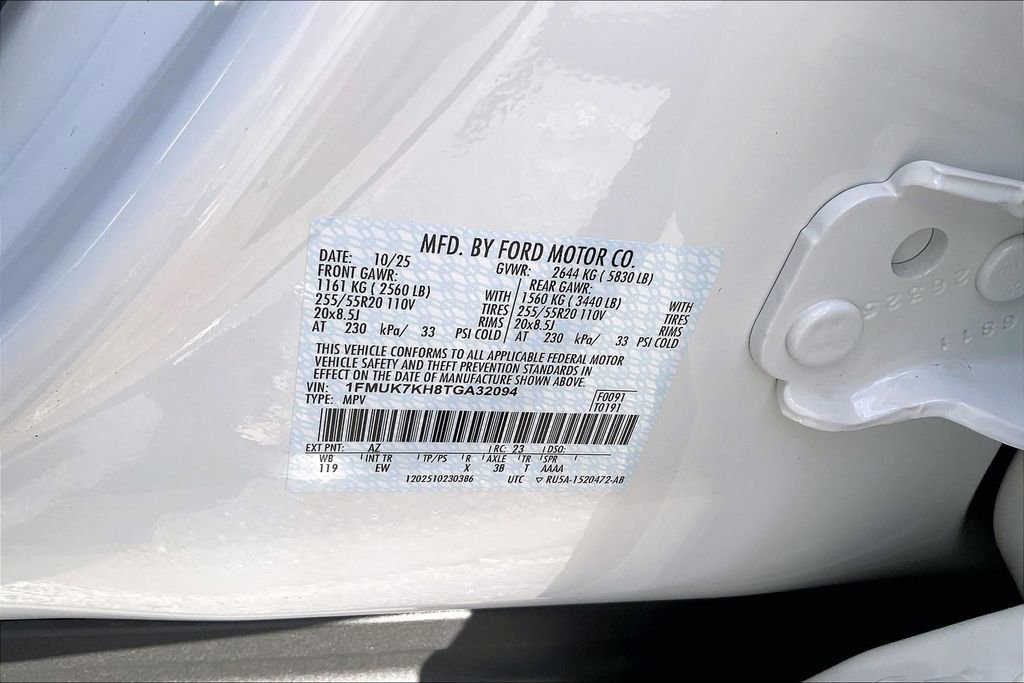 MFD. BY FORD MOTOR CO.
DATE: 10/25 GVWR: 2644 KG ( 5830 LB)
FRONT GAWR: REAR GAWR:
1161 KG ( 2560 LB) WITH 1560 KG ( 3440 LB) WITH
255/55R20 110V TIRES 255/55R20 110V TIRES
20x8.5J RIMS 20x8.5J RIMS
AT 230 kPa/ 33 PSI COLD AT 230 kPa/ 33 PSI COLD
THIS VEHICLE CONFORMS TO ALL APPLICABLE FEDERAL MOTOR
VEHICLE SAFETY AND THEFT PREVENTION STANDARDS IN
EFFECT ON THE DATE OF MANUFACTURE SHOWN ABOVE.
VIN: 1FMUK7KH8TGA32094 F0091
TYPE: MPV T0191
EXT PNT: AZ RC: 23 DSO:
WB INT TR TP/PS R AXLE TR SPR
119 EW X 3B T AAAA
1202510230386 UTC ▽ RU5A-1520472-AB